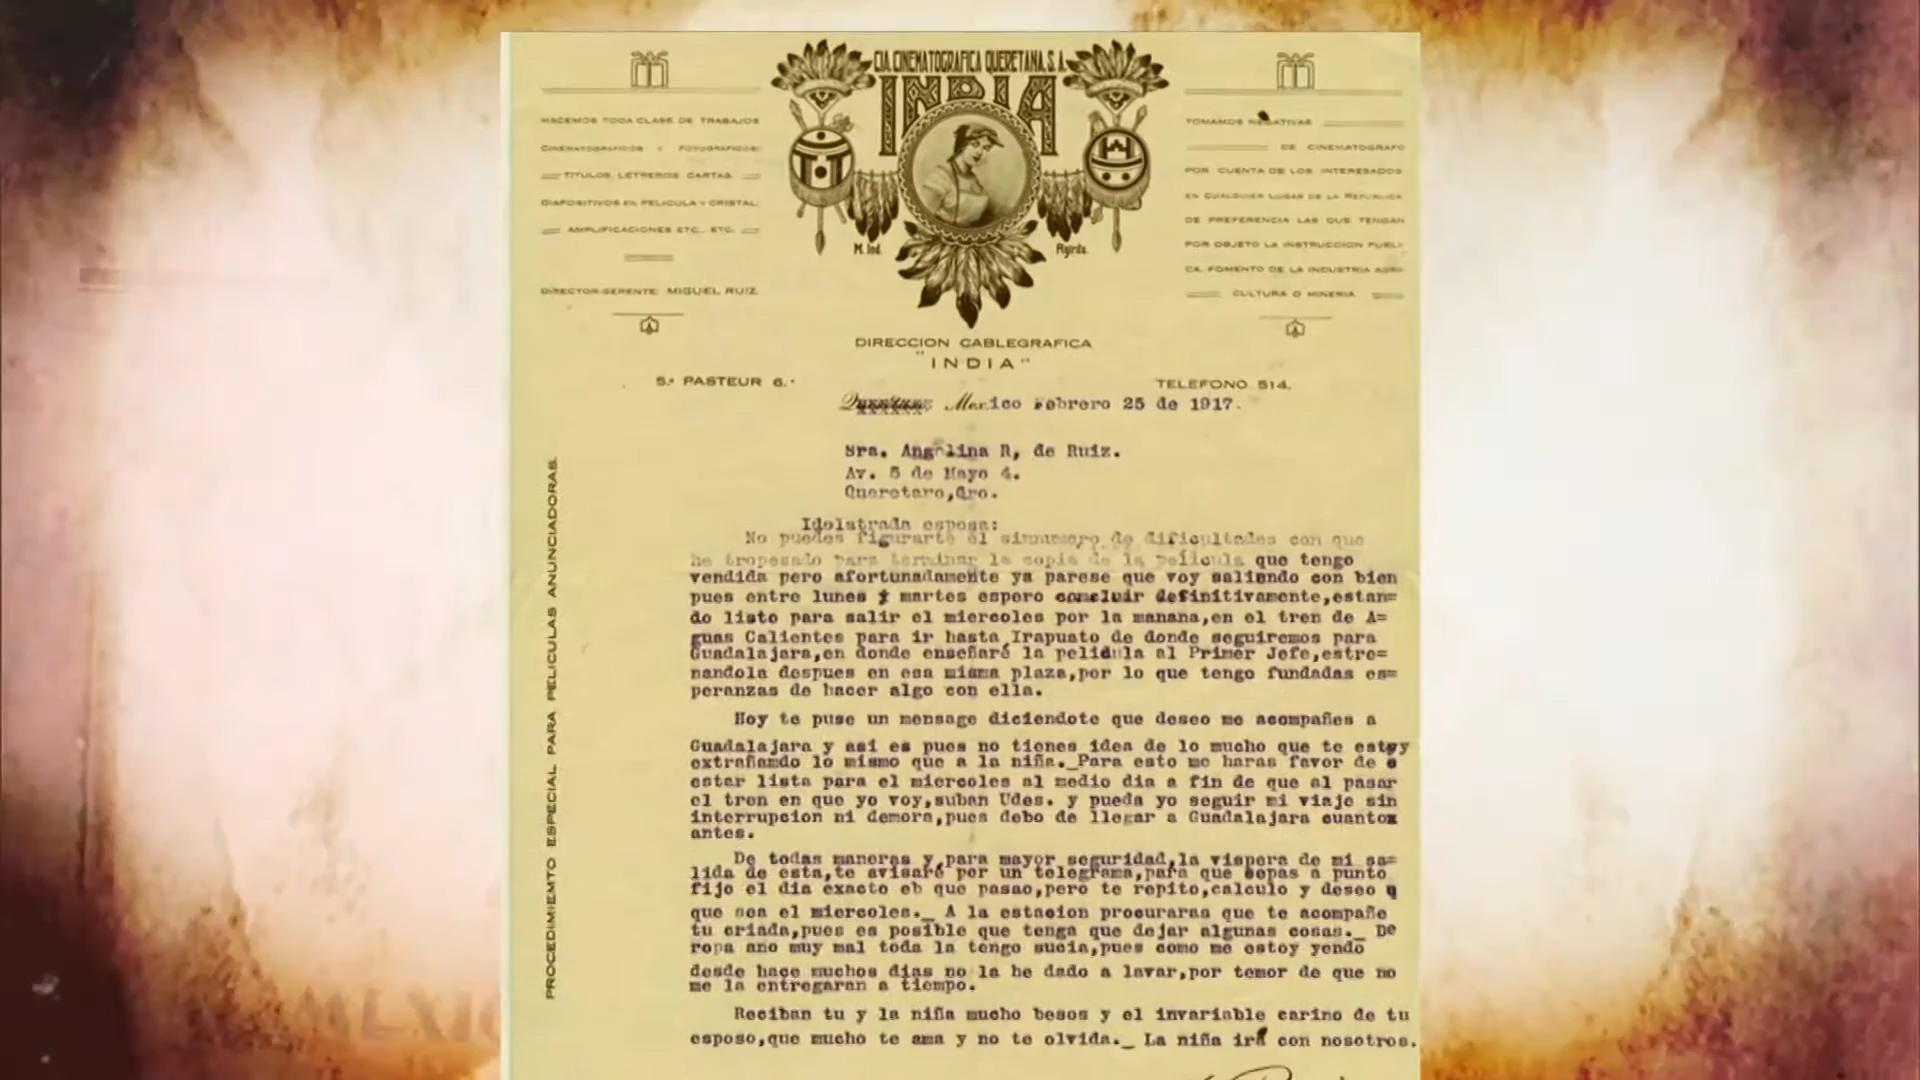 CIA. CINEMATOGRAFICA QUERETANA, S.A.
INDIA
M. Ind. Rgirda.
HACEMOS TODA CLASE DE TRABAJOS
CINEMATOGRAFICOS Y FOTOGRAFICOS:
TITULOS, LETREROS CARTAS
DIAPOSITIVOS EN PELICULA Y CRISTAL.
AMPLIFICACIONES ETC., ETC.
DIRECTOR-GERENTE: MIGUEL RUIZ.
TOMAMOS NEGATIVAS
DE CINEMATOGRAFO
POR CUENTA DE LOS INTERESADOS
EN CUALQUIER LUGAR DE LA REPUBLICA
DE PREFERENCIA LAS QUE TENGAN
POR OBJETO LA INSTRUCCION PUBLI-
CA, FOMENTO DE LA INDUSTRIA AGRI-
CULTURA O MINERIA
DIRECCION CABLEGRAFICA
"INDIA"
5.ª PASTEUR 6.
TELEFONO 514.
Mexico Febrero 25 de 1917.
Sra. Angelina R, de Ruiz.
Av. 5 de Mayo 4.
Queretaro,Qro.
Idolatrada esposa:
No puedes figurarte el sinnumero de dificultades con que
he tropesado para terminar la copia de la pelicula que tengo
vendida pero afortunadamente ya parese que voy saliendo con bien
pues entre lunes y martes espero concluir definitivamente,estan=
do listo para salir el miercoles por la manana,en el tren de A=
guas Calientes para ir hasta Irapuato de donde seguiremos para
Guadalajara,en donde enseñaré la pelidula al Primer Jefe,estre=
nandola despues en esa misma plaza,por lo que tengo fundadas es=
peranzas de hacer algo con ella.
Hoy te puse un mensage diciendote que deseo me acompañes a
Guadalajara y asi es pues no tienes idea de lo mucho que te estoy
extrañando lo mismo que a la niña._Para esto me haras favor de
estar lista para el miercoles al medio dia a fin de que al pasar
el tren en que yo voy,suban Udes. y pueda yo seguir mi viaje sin
interrupcion ni demora,pues debo de llegar a Guadalajara cuantox
antes.
De todas maneras y,para mayor seguridad,la vispera de mi sa=
lida de esta,te avisaré por un telegrama,para que sepas a punto
fijo el dia exacto eb que pasao,pero te repito,calculo y deseo q
que sea el miercoles._ A la estacion procuraras que te acompañe
tu criada,pues es posible que tenga que dejar algunas cosas._ De
ropa ano muy mal toda la tengo sucia,pues como me estoy yendo
desde hace muchos dias no la he dado a lavar,por temor de que no
me la entregaran a tiempo.
Reciban tu y la niña mucho besos y el invariable carino de tu
esposo,que mucho te ama y no te olvida._ La niña irá con nosotros.
PROCEDIMIEMTO ESPECIAL PARA PELICULAS ANUNCIADORAS.